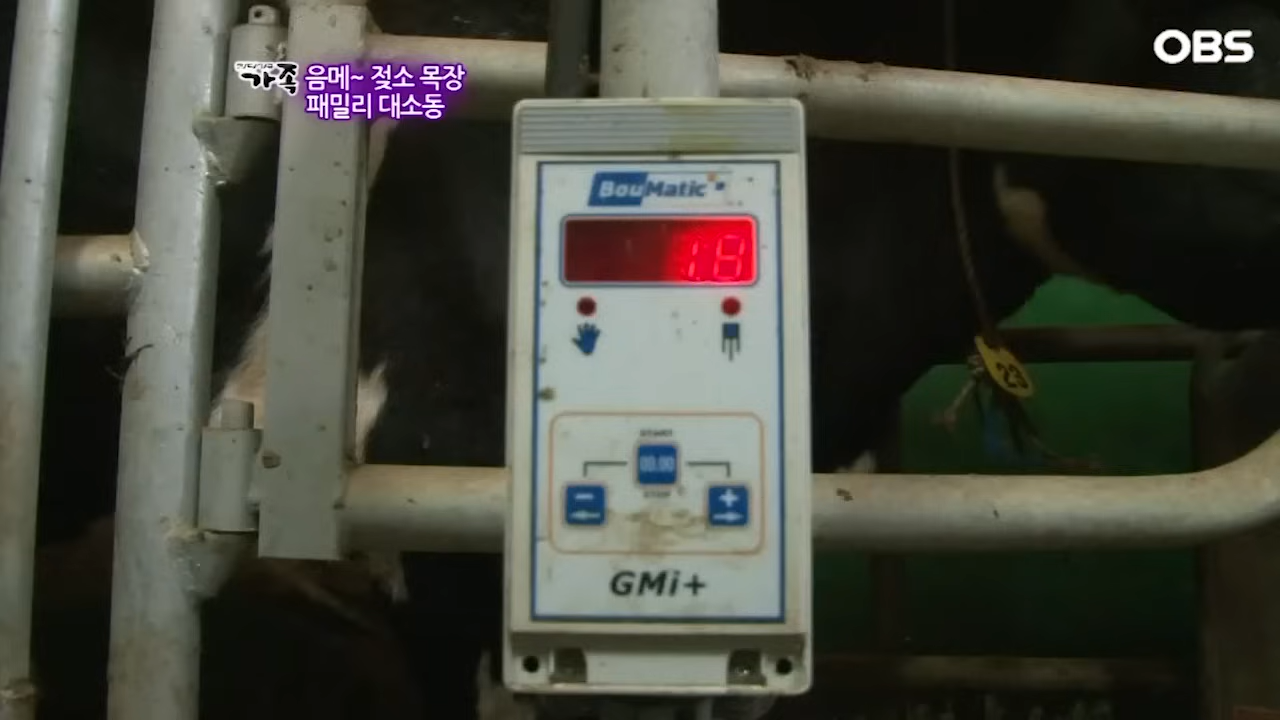 OBS
가족 음메~ 젖소 목장
패밀리 대소동
BouMatic
18
23
START
00:00
STOP
- +
GMi+